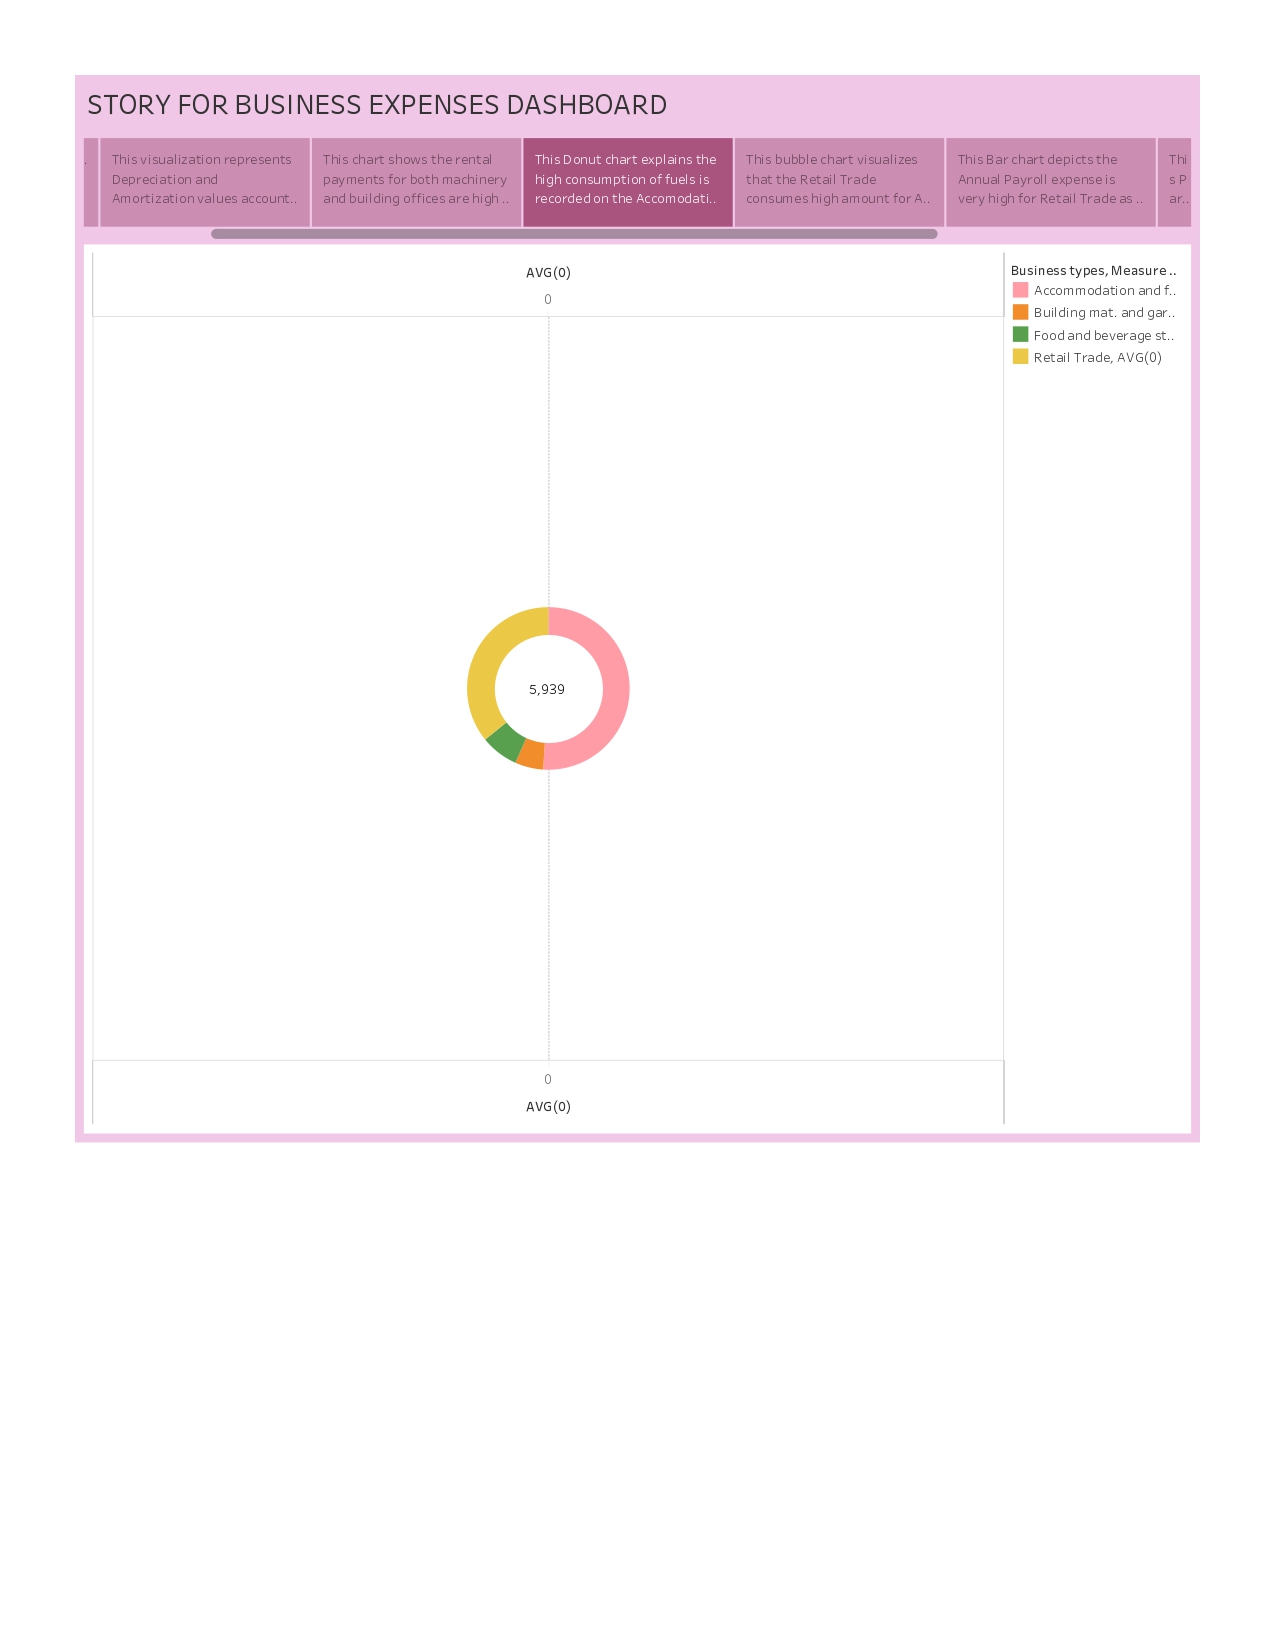 STORY FOR BUSINESS EXPENSES DASHBOARD
.
This visualization represents
Depreciation and
Amortization values account..
This chart shows the rental
payments for both machinery
and building offices are high ..
This Donut chart explains the
high consumption of fuels is
recorded on the Accomodati..
This bubble chart visualizes
that the Retail Trade
consumes high amount for A..
This Bar chart depicts the
Annual Payroll expense is
very high for Retail Trade as ..
Thi
s P
ar..
AVG(0)
0
5,939
0
AVG(0)
Business types, Measure ..
Accommodation and f..
Building mat. and gar..
Food and beverage st..
Retail Trade, AVG(0)